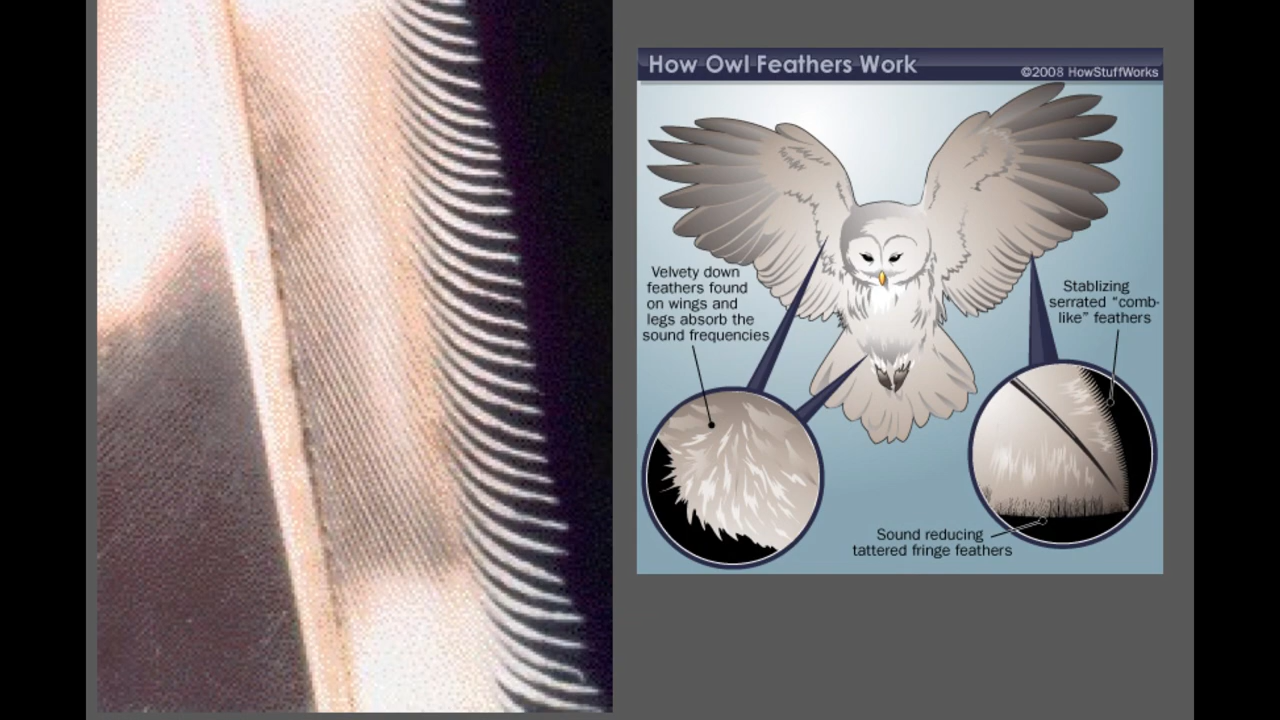 How Owl Feathers Work
©2008 HowStuffWorks
Velvety down
feathers found
on wings and
legs absorb the
sound frequencies
Stablizing
serrated “comb-
like” feathers
Sound reducing
tattered fringe feathers